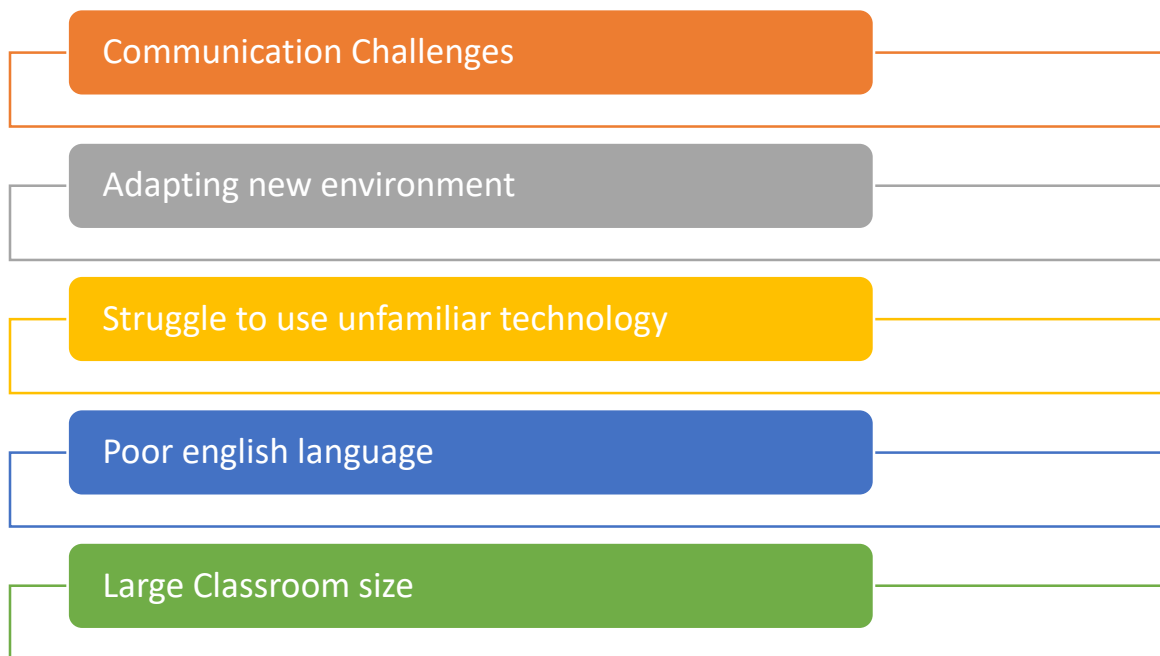 Communication Challenges
Adapting new environment
Struggle to use unfamiliar technology
Poor english language
Large Classroom size